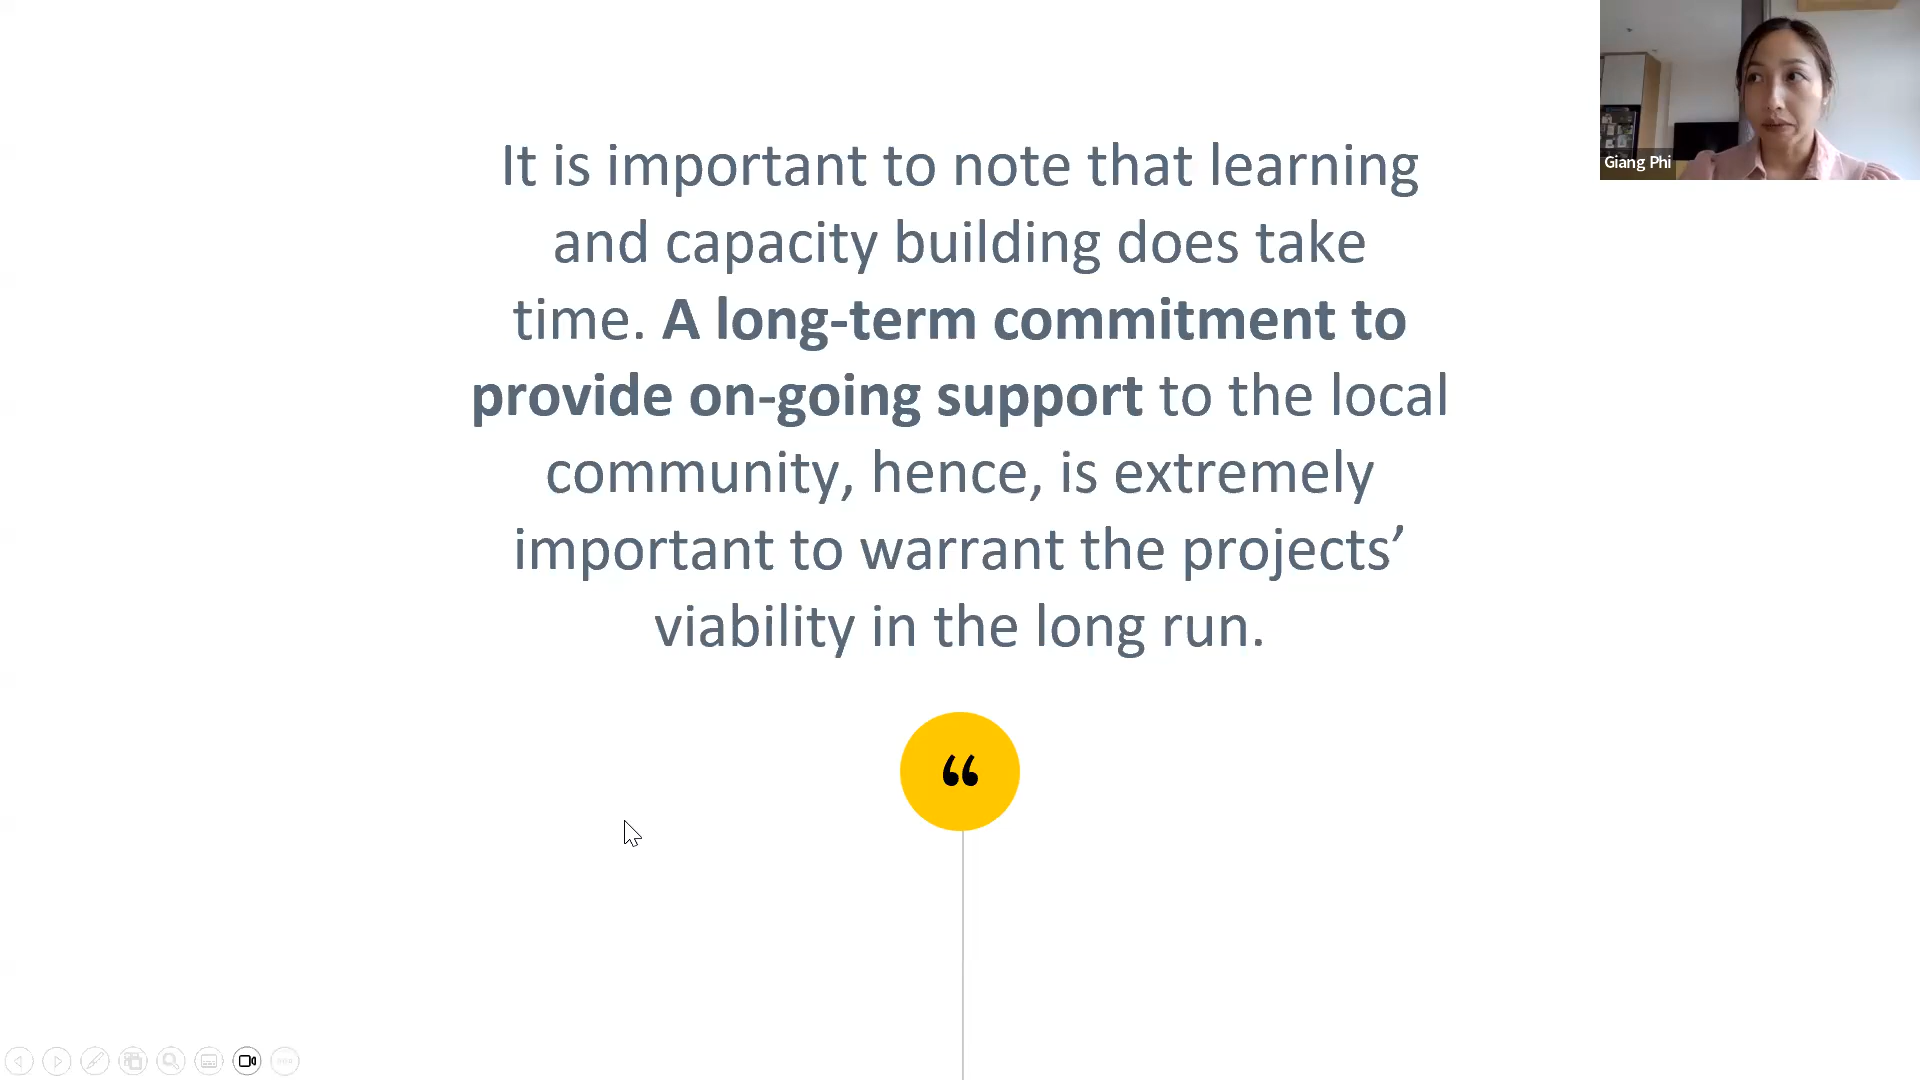 It is important to note that learning
and capacity building does take
time. A long-term commitment to
provide on-going support to the local
community, hence, is extremely
important to warrant the projects’
viability in the long run.
“
Giang Phi